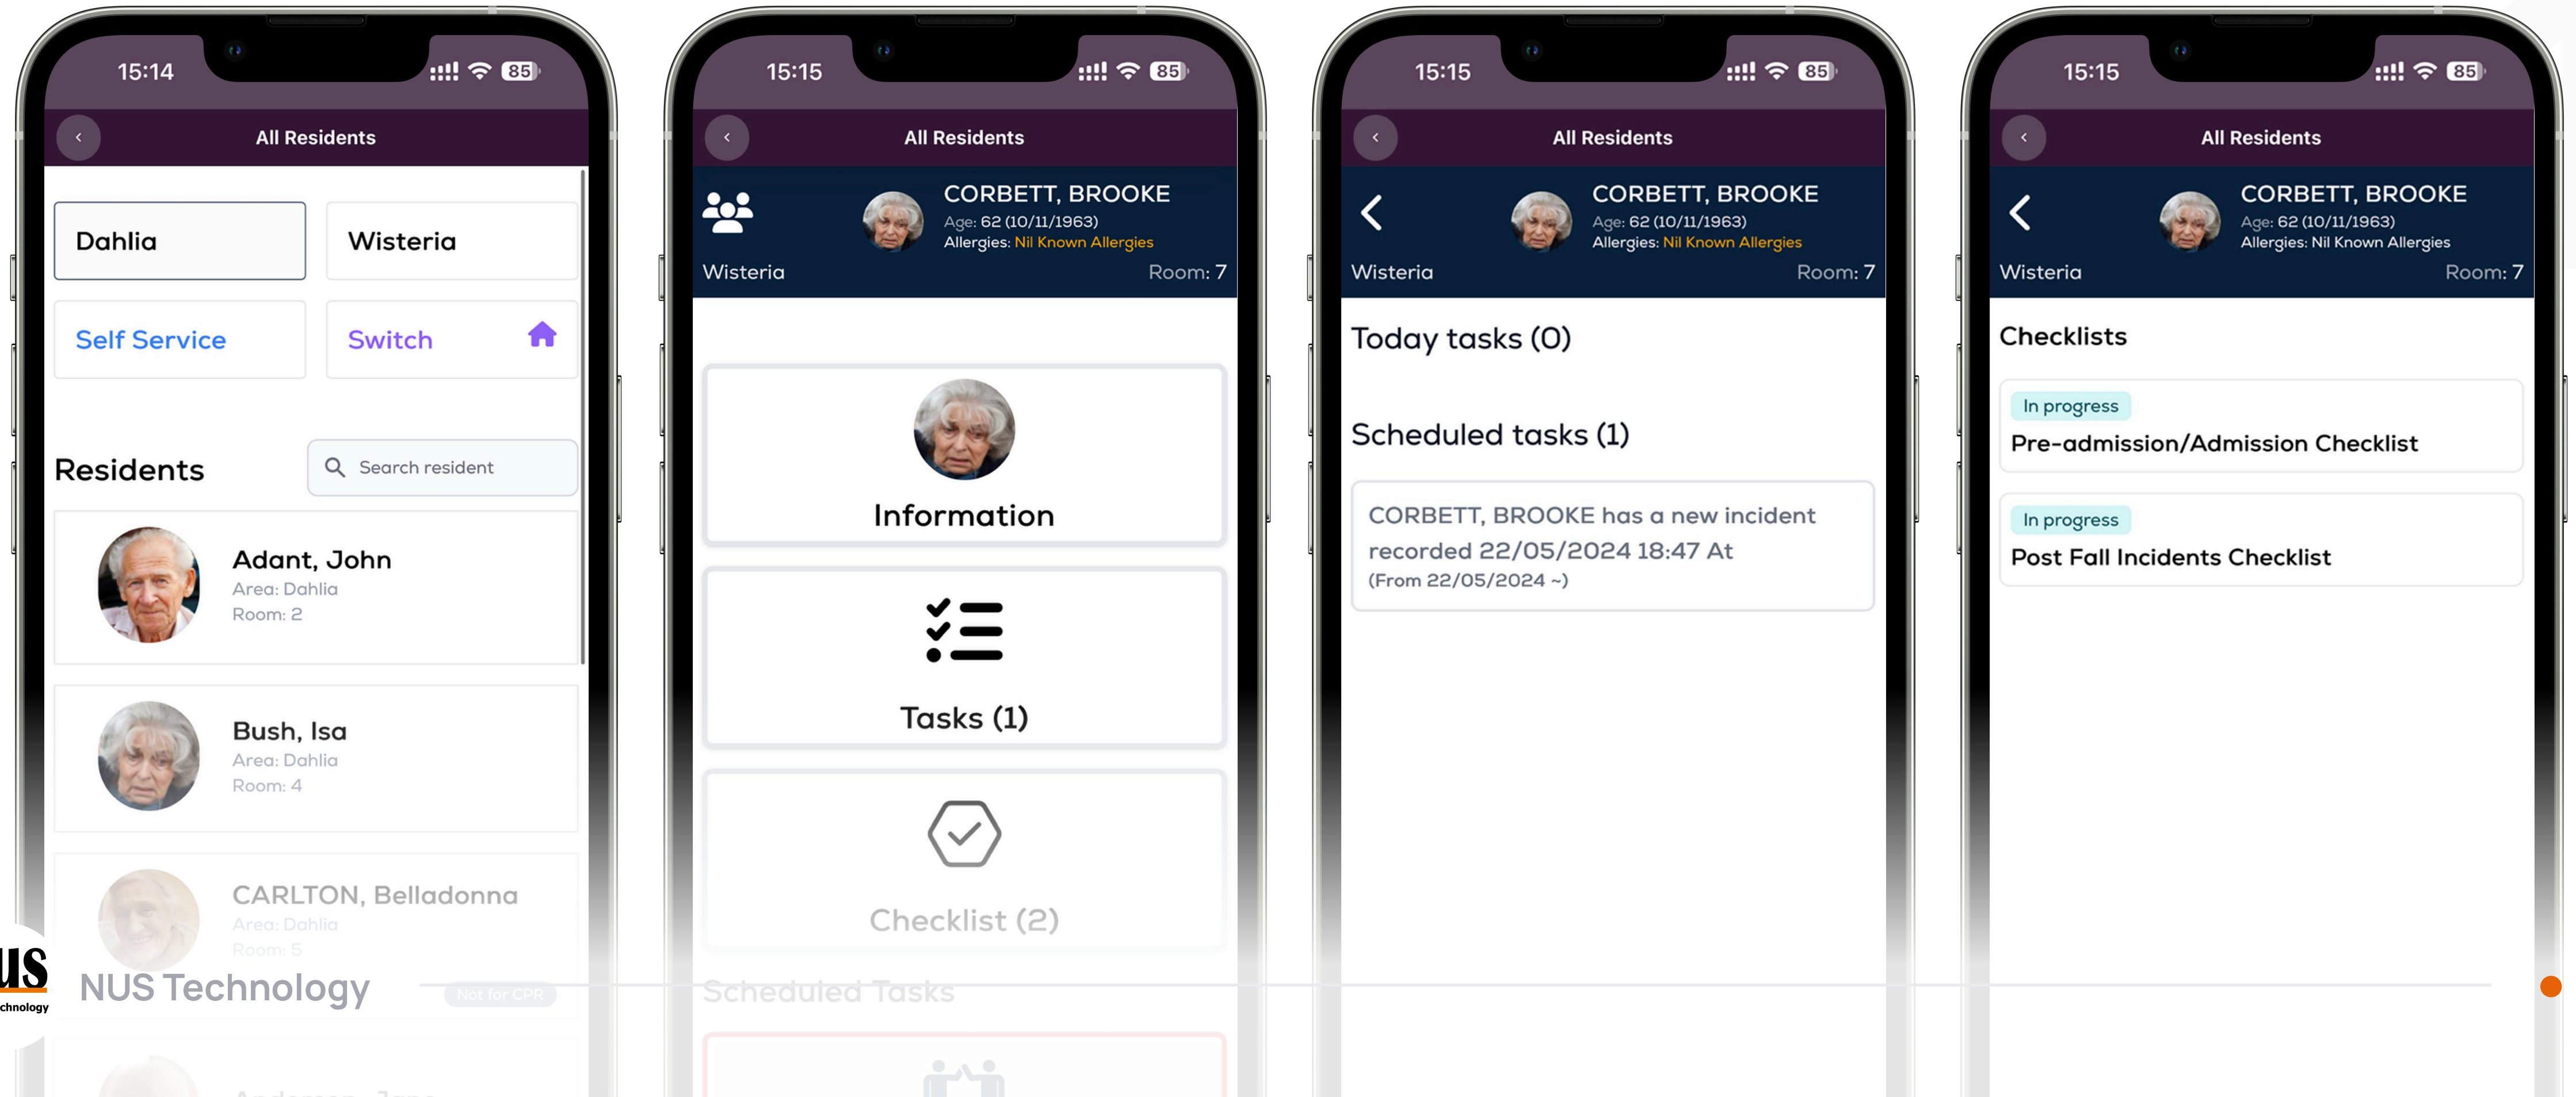 15:14
85
All Residents
Dahlia
Wisteria
Self Service
Switch
Residents
Search resident
Adant, John
Area: Dahlia
Room: 2
Bush, Isa
Area: Dahlia
Room: 4
CARLTON, Belladonna
Area: Dahlia
Room: 5
Not for CPR
15:15
85
All Residents
CORBETT, BROOKE
Age: 62 (10/11/1963)
Allergies: Nil Known Allergies
Wisteria
Room: 7
Information
Tasks (1)
Checklist (2)
Scheduled Tasks
15:15
85
All Residents
CORBETT, BROOKE
Age: 62 (10/11/1963)
Allergies: Nil Known Allergies
Wisteria
Room: 7
Today tasks (0)
Scheduled tasks (1)
CORBETT, BROOKE has a new incident
recorded 22/05/2024 18:47 At
(From 22/05/2024 ~)
15:15
85
All Residents
CORBETT, BROOKE
Age: 62 (10/11/1963)
Allergies: Nil Known Allergies
Wisteria
Room: 7
Checklists
In progress
Pre-admission/Admission Checklist
In progress
Post Fall Incidents Checklist
us
chnology
NUS Technology